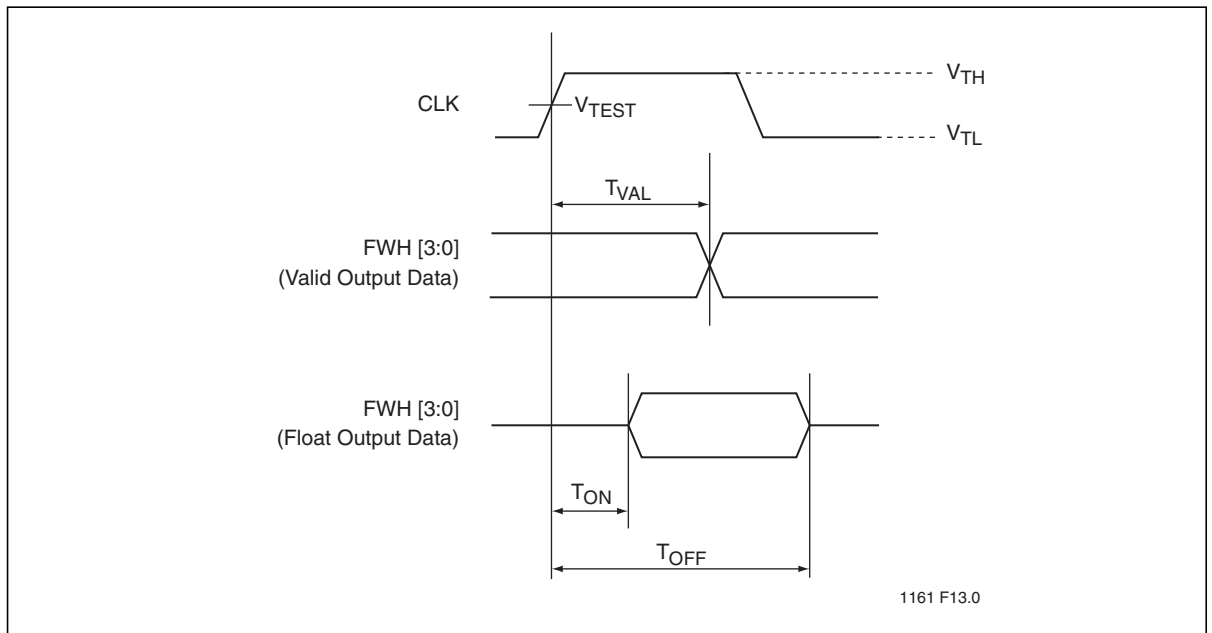 CLK
VTEST
VTH
VTL
TVAL
FWH [3:0]
(Valid Output Data)
FWH [3:0]
(Float Output Data)
TON
TOFF
1161 F13.0